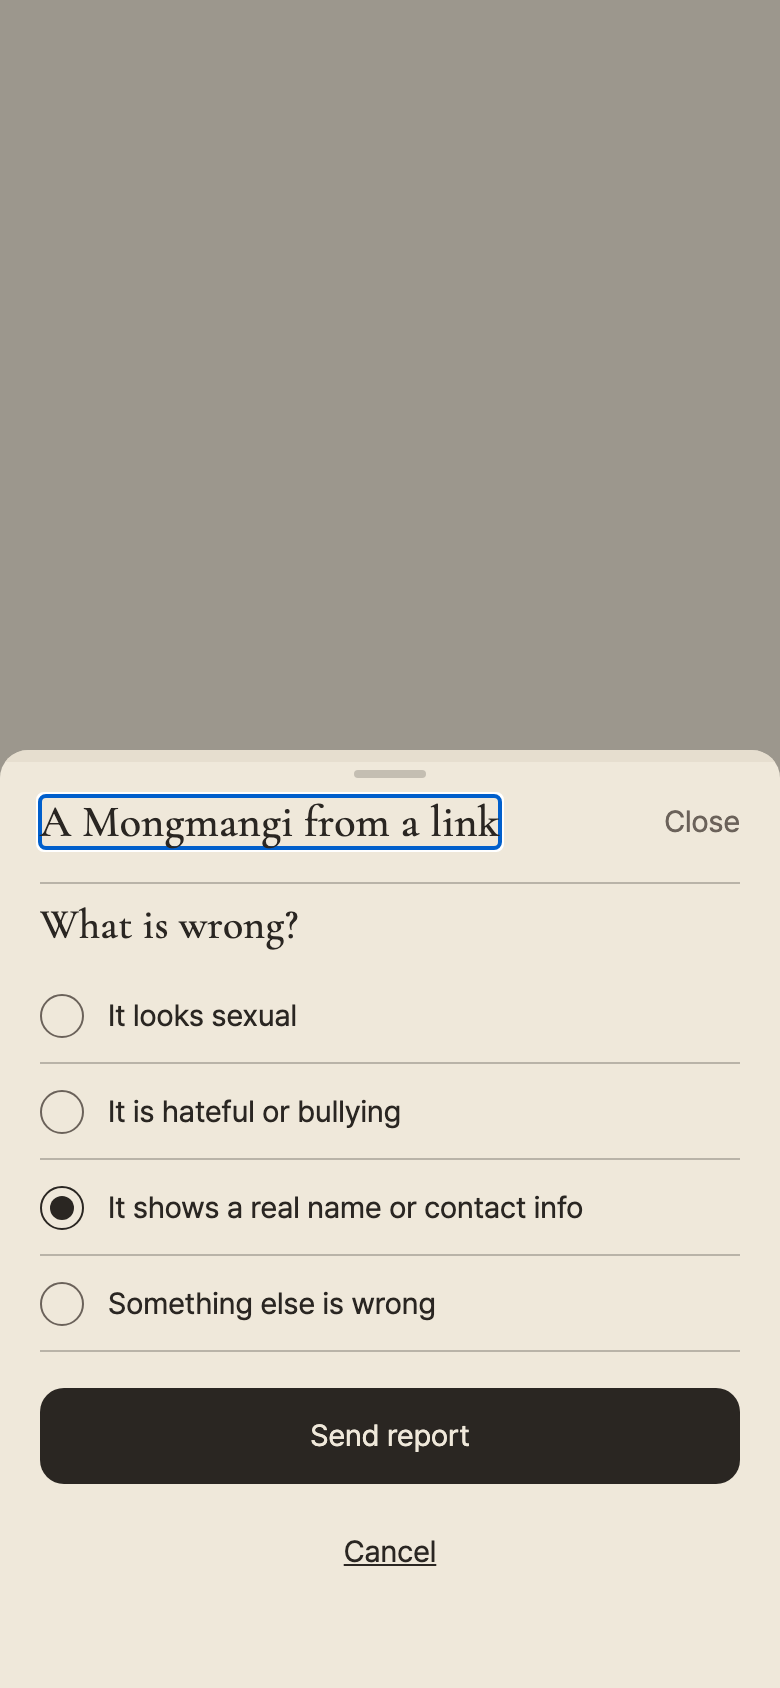 A Mongmangi from a link
Close
What is wrong?
It looks sexual
It is hateful or bullying
It shows a real name or contact info
Something else is wrong
Send report
Cancel